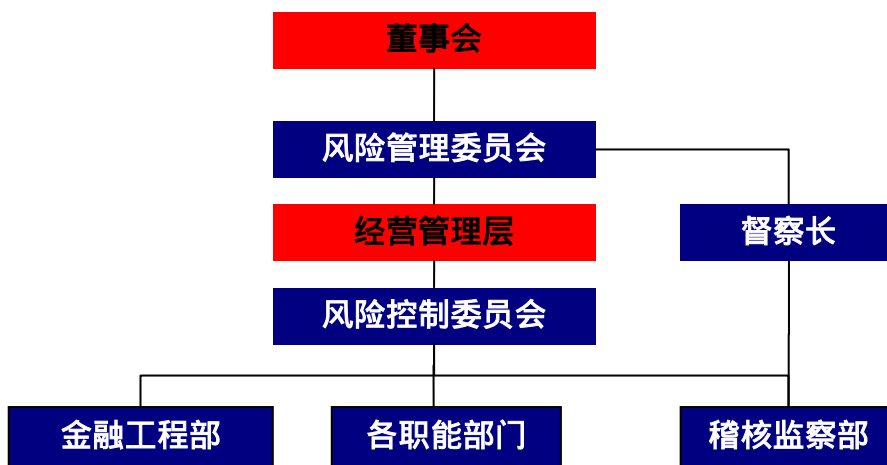 董事会
风险管理委员会
经营管理层
督察长
风险控制委员会
金融工程部
各职能部门
稽核监察部